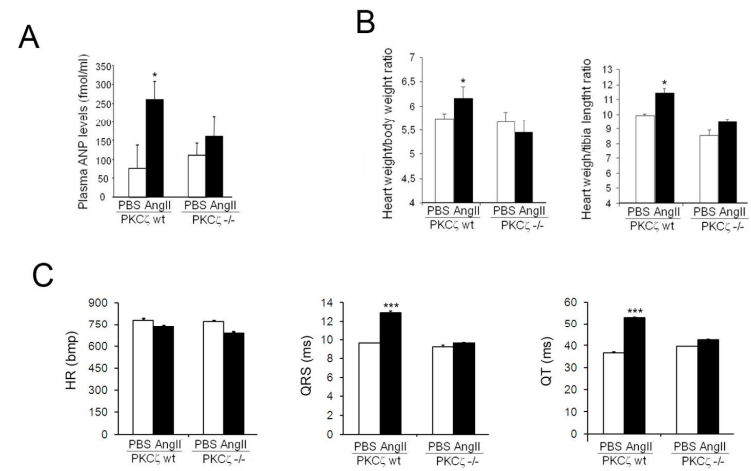 A
Plasma ANP levels (fmol/ml)
350
300
250
200
150
100
50
0
*
PBS AngII PBS AngII
PKCζ wt PKCζ -/-
B
Heart weight/body weight ratio
7
6,5
6
5,5
5
4,5
4
*
PBS AngII PBS AngII
PKCζ wt PKCζ -/-
Heart weigh/tibia lenght ratio
13
12
11
10
9
8
7
6
5
4
*
PBS AngII PBS AngII
PKCζ wt PKCζ -/-
C
HR (bmp)
900
750
600
450
300
150
0
PBS AngII PBS AngII
PKCζ wt PKCζ -/-
QRS (ms)
14
12
10
8
6
4
2
0
***
PBS AngII PBS AngII
PKCζ wt PKCζ -/-
QT (ms)
60
50
40
30
20
10
0
***
PBS AngII PBS AngII
PKCζ wt PKCζ -/-